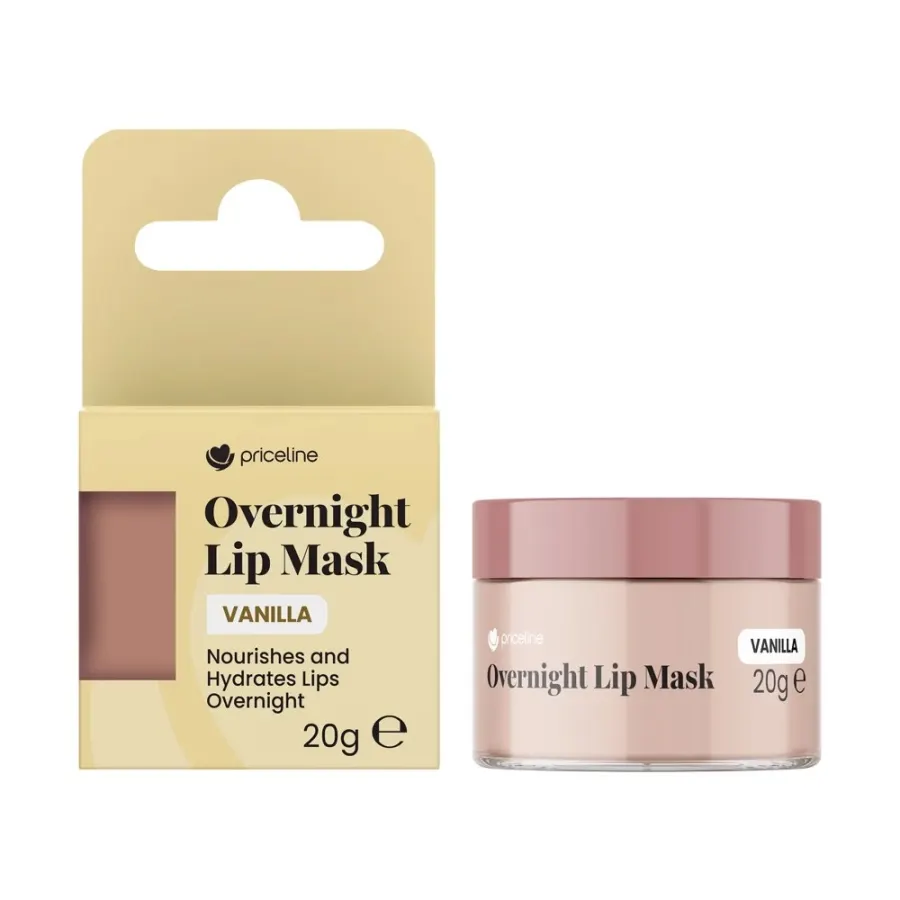 priceline
Overnight
Lip Mask
VANILLA
Nourishes and
Hydrates Lips
Overnight
20g ℮
priceline
VANILLA
Overnight Lip Mask
20g ℮